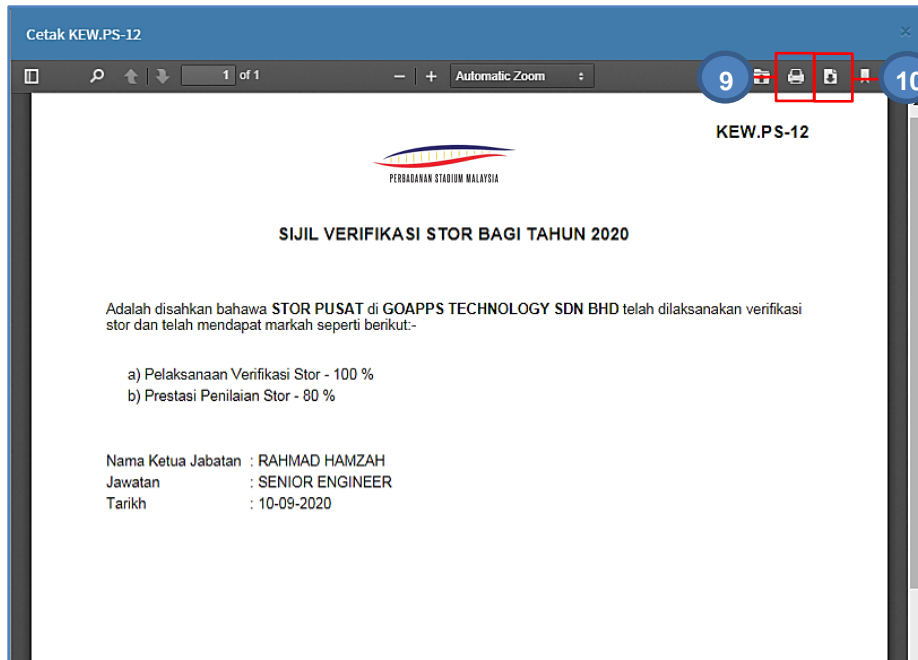 Cetak KEW.PS-12
1 of 1
Automatic Zoom
9
10
KEW.PS-12
PERBADANAN STADIUM MALAYSIA
SIJIL VERIFIKASI STOR BAGI TAHUN 2020
Adalah disahkan bahawa STOR PUSAT di GOAPPS TECHNOLOGY SDN BHD telah dilaksanakan verifikasi
stor dan telah mendapat markah seperti berikut:-
a) Pelaksanaan Verifikasi Stor - 100 %
b) Prestasi Penilaian Stor - 80 %
Nama Ketua Jabatan : RAHMAD HAMZAH
Jawatan : SENIOR ENGINEER
Tarikh : 10-09-2020